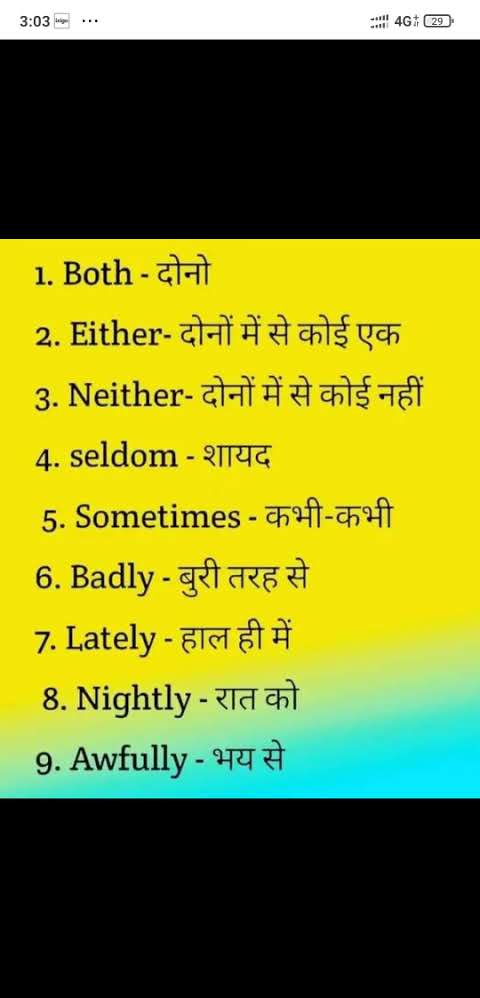 3:03 ... 4G 29
1. Both - दोनो
2. Either- दोनों में से कोई एक
3. Neither- दोनों में से कोई नहीं
4. seldom - शायद
5. Sometimes - कभी-कभी
6. Badly - बुरी तरह से
7. Lately - हाल ही में
8. Nightly - रात को
9. Awfully - भय से